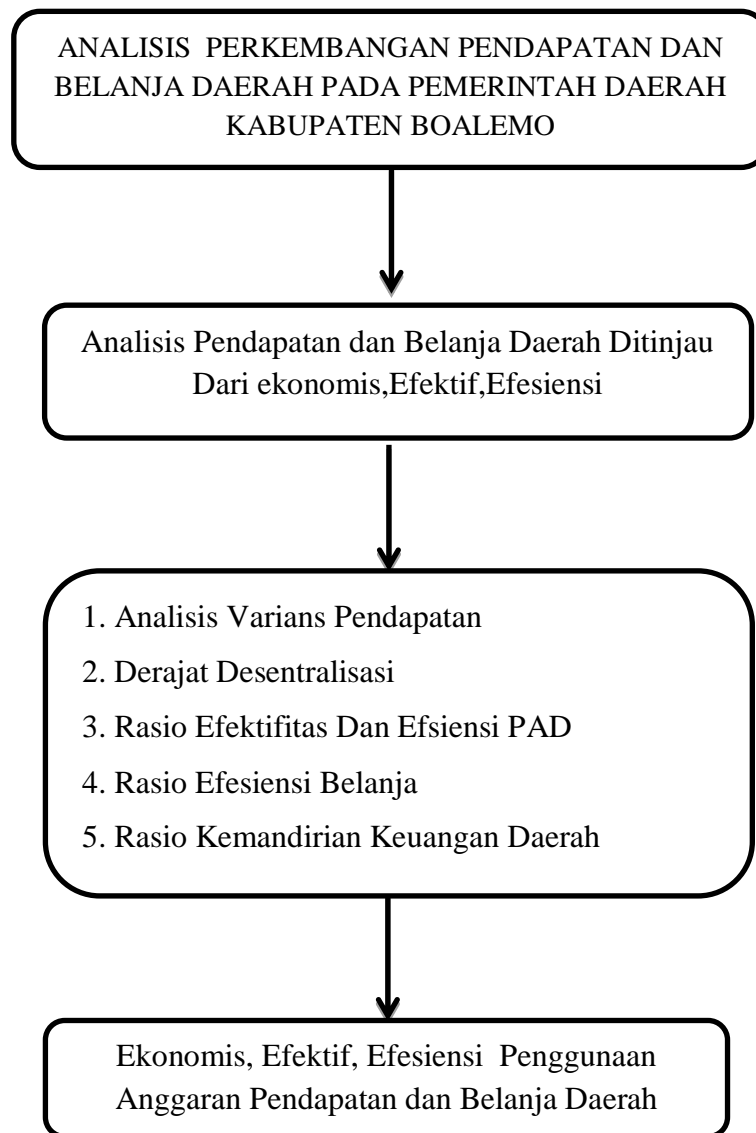 ANALISIS PERKEMBANGAN PENDAPATAN DAN
BELANJA DAERAH PADA PEMERINTAH DAERAH
KABUPATEN BOALEMO
Analisis Pendapatan dan Belanja Daerah Ditinjau
Dari ekonomis,Efektif,Efesiensi
1. Analisis Varians Pendapatan
2. Derajat Desentralisasi
3. Rasio Efektifitas Dan Efsiensi PAD
4. Rasio Efesiensi Belanja
5. Rasio Kemandirian Keuangan Daerah
Ekonomis, Efektif, Efesiensi Penggunaan
Anggaran Pendapatan dan Belanja Daerah